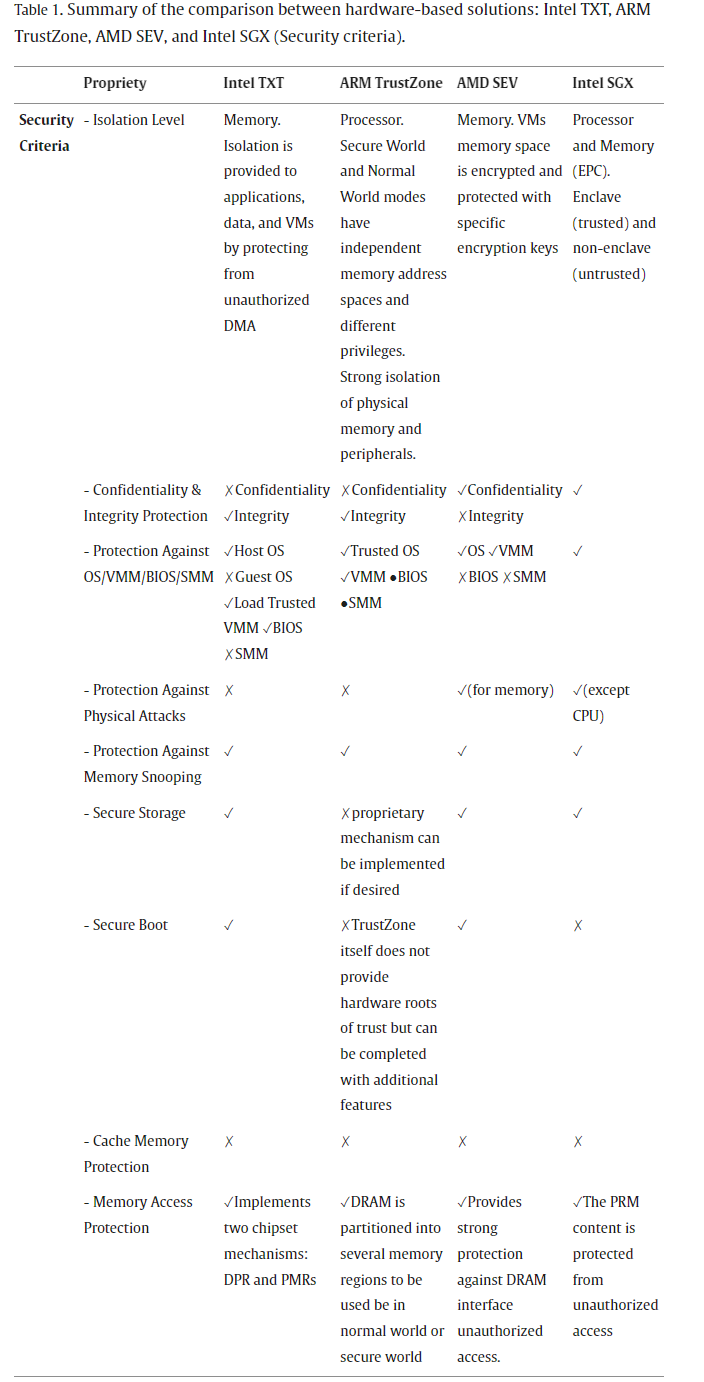 Table 1. Summary of the comparison between hardware-based solutions: Intel TXT, ARM
TrustZone, AMD SEV, and Intel SGX (Security criteria).
Propriety Intel TXT ARM TrustZone AMD SEV Intel SGX
Security - Isolation Level Memory. Processor. Memory. VMs Processor
Criteria Isolation is Secure World memory space and Memory
provided to and Normal is encrypted and (EPC).
applications, World modes protected with Enclave
data, and VMs have specific (trusted) and
by protecting independent encryption keys non-enclave
from memory address (untrusted)
unauthorized spaces and
DMA different
privileges.
Strong isolation
of physical
memory and
peripherals.
- Confidentiality & ✗Confidentiality ✗Confidentiality ✓Confidentiality ✓
Integrity Protection ✓Integrity ✓Integrity ✗Integrity
- Protection Against ✓Host OS ✓Trusted OS ✓OS ✓VMM ✓
OS/VMM/BIOS/SMM ✗Guest OS ✓VMM ●BIOS ✗BIOS ✗SMM
✓Load Trusted ●SMM
VMM ✓BIOS
✗SMM
- Protection Against ✗ ✗ ✓(for memory) ✓(except
Physical Attacks CPU)
- Protection Against ✓ ✓ ✓ ✓
Memory Snooping
- Secure Storage ✓ ✗proprietary ✓ ✓
mechanism can
be implemented
if desired
- Secure Boot ✓ ✗TrustZone ✓ ✗
itself does not
provide
hardware roots
of trust but can
be completed
with additional
features
- Cache Memory ✗ ✗ ✗ ✗
Protection
- Memory Access ✓Implements ✓DRAM is ✓Provides ✓The PRM
Protection two chipset partitioned into strong content is
mechanisms: several memory protection protected
DPR and PMRs regions to be against DRAM from
used be in interface unauthorized
normal world or unauthorized access
secure world access.